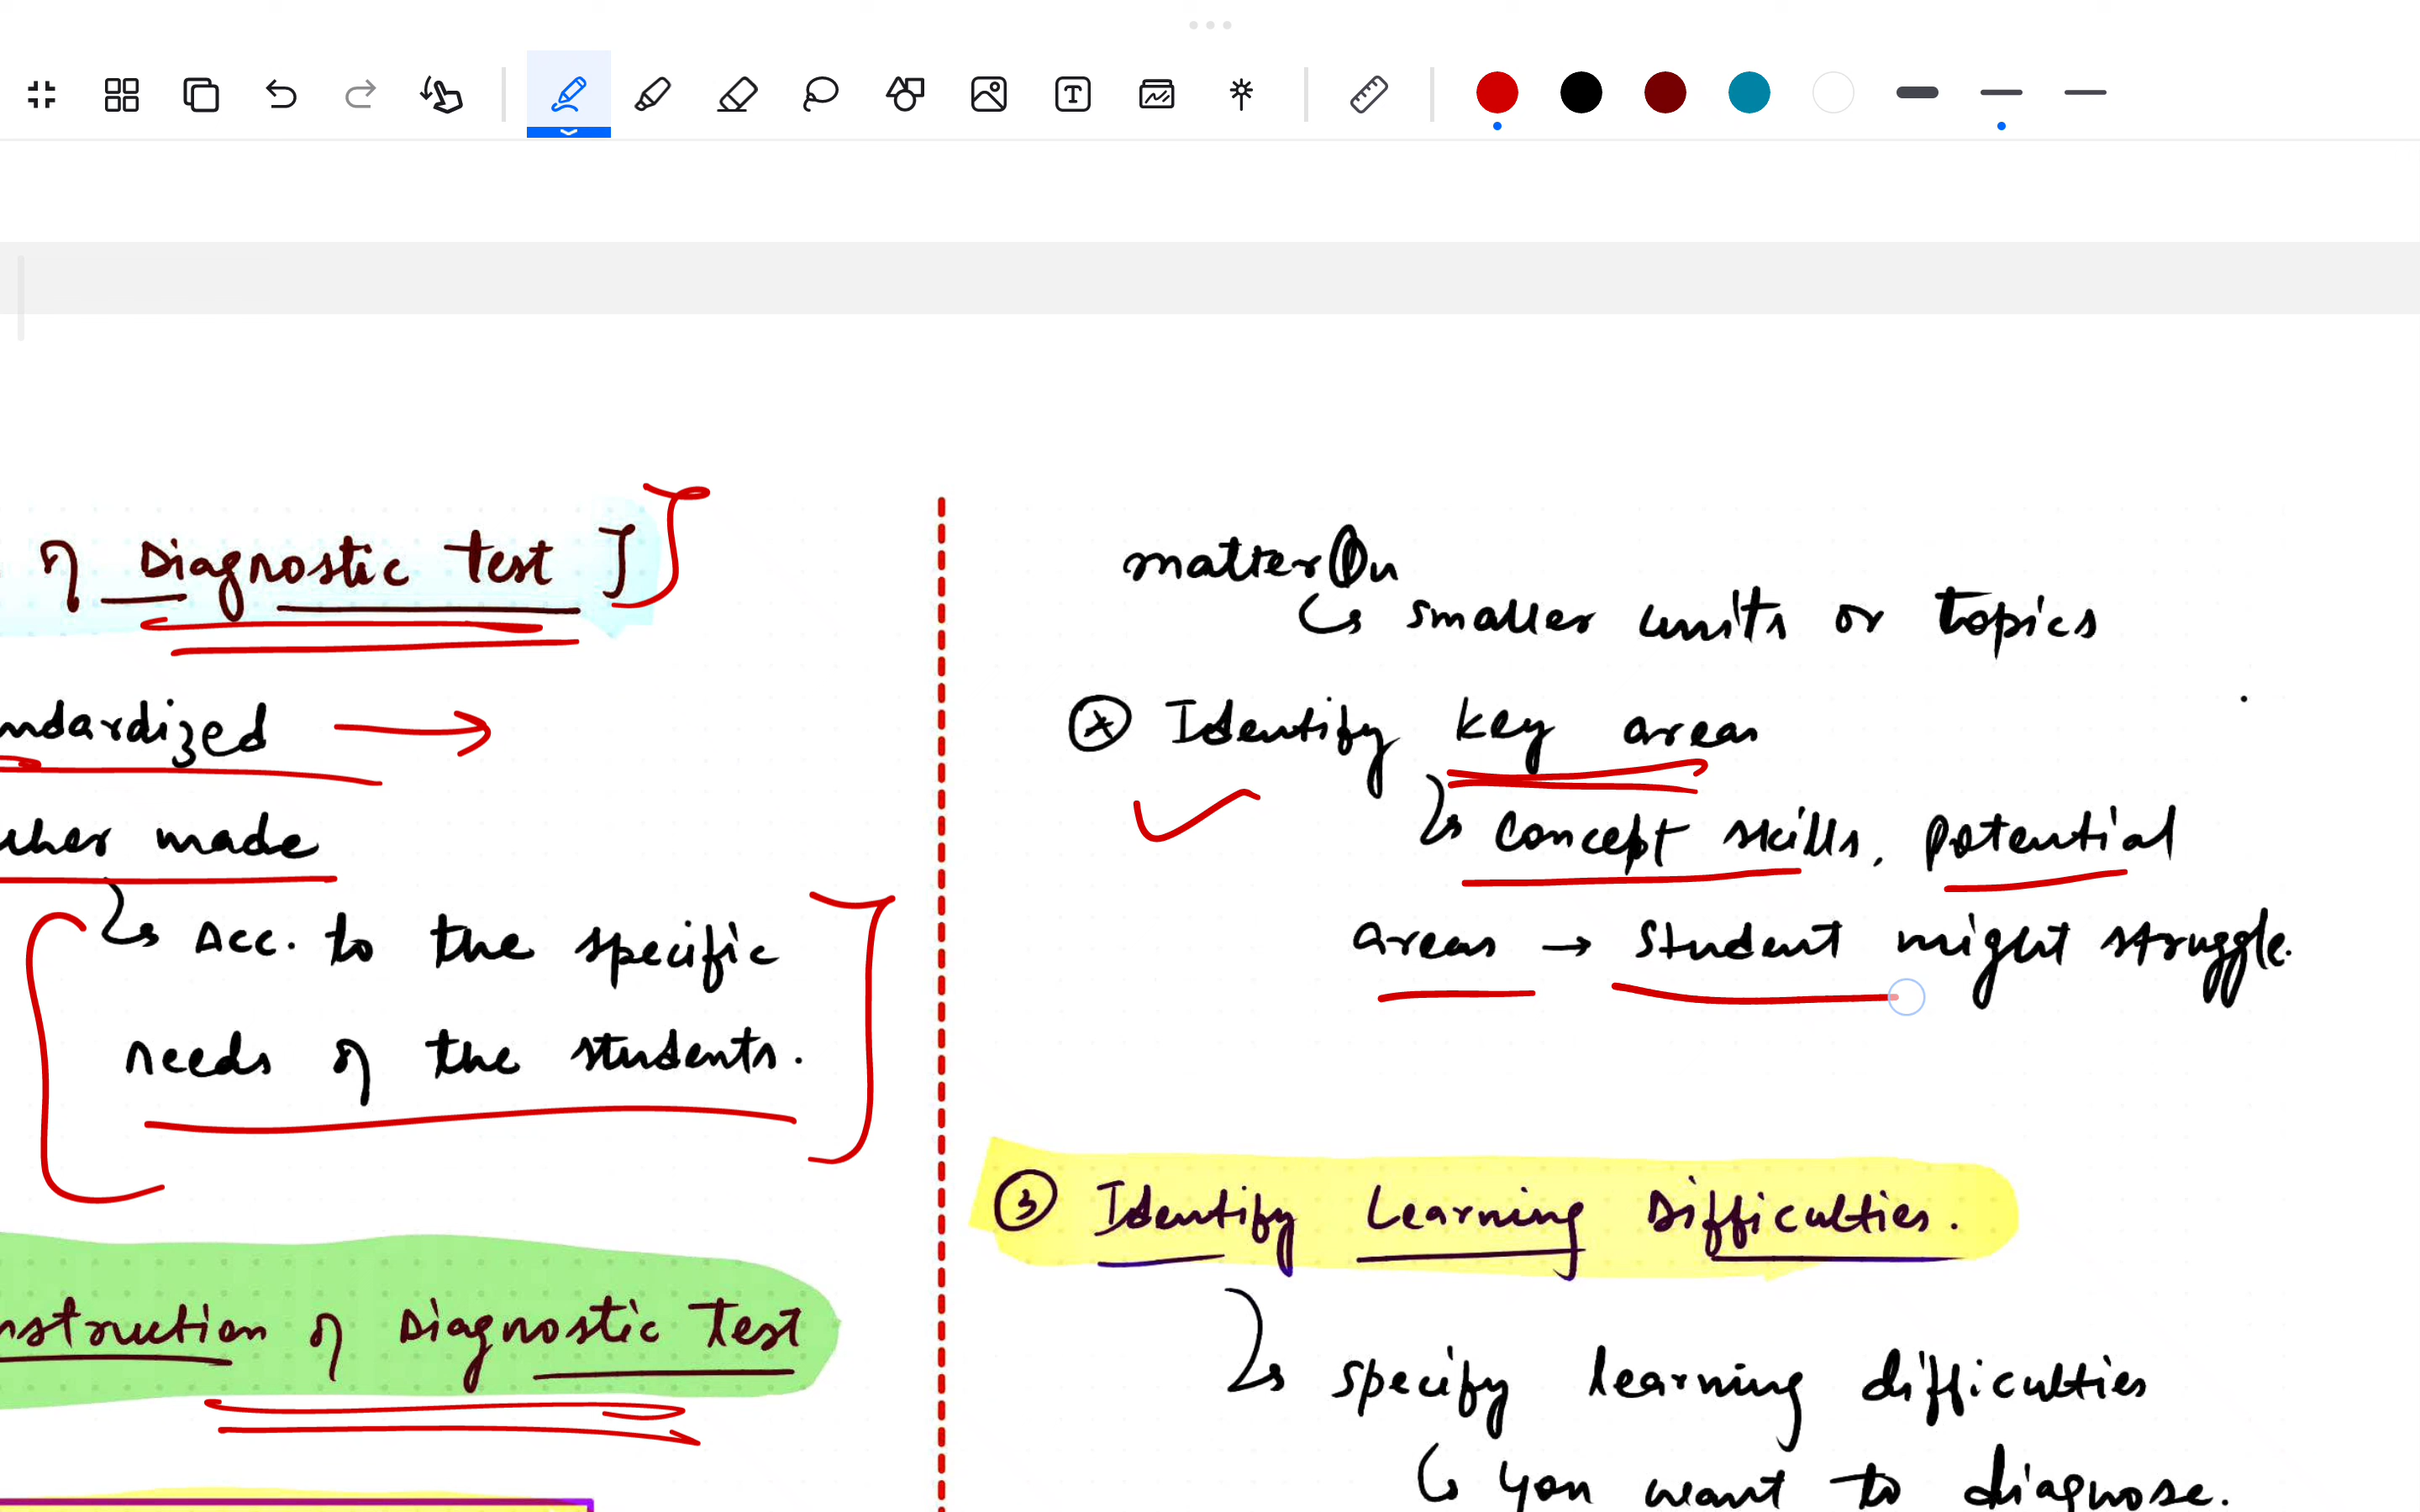 of Diagnostic Test ]
ndardized →
cher made
↳ Acc. to the specific
needs of the students.
nstruction of Diagnostic Test
matter In
↳ smaller units or topics
Identify key areas
↳ concept skills, potential
areas → student might struggle.
③ Identify Learning Difficulties.
↳ specify learning difficulties
↳ you want to diagnose.